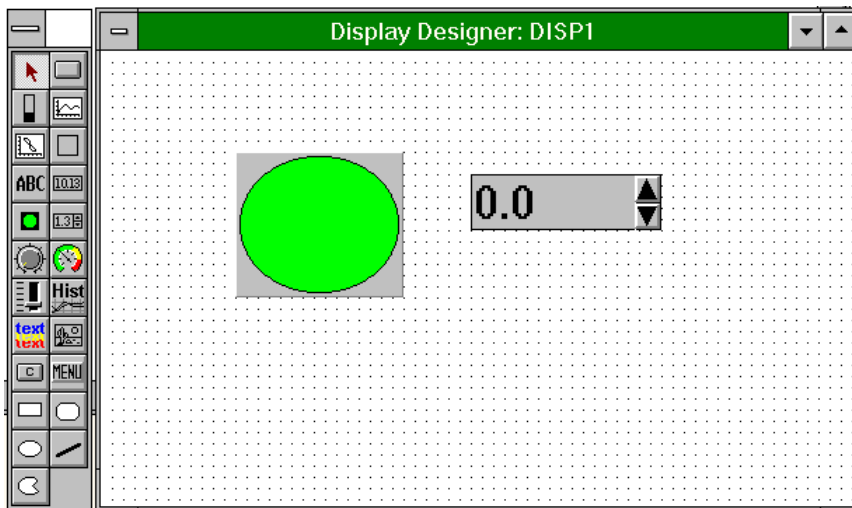 Display Designer: DISP1
ABC
10.13
0.0
1.3
Hist
text
text
C
MENU